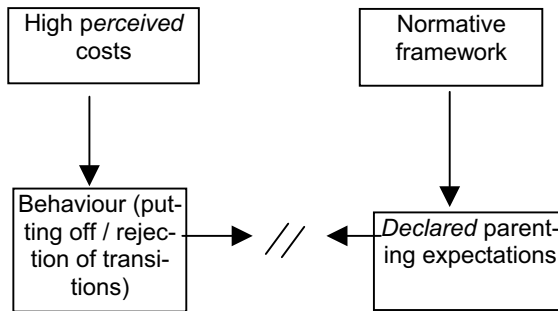 High perceived
costs
Normative
framework
Behaviour (put-
ting off / rejec-
tion of transi-
tions)
//
Declared parent-
ing expectations